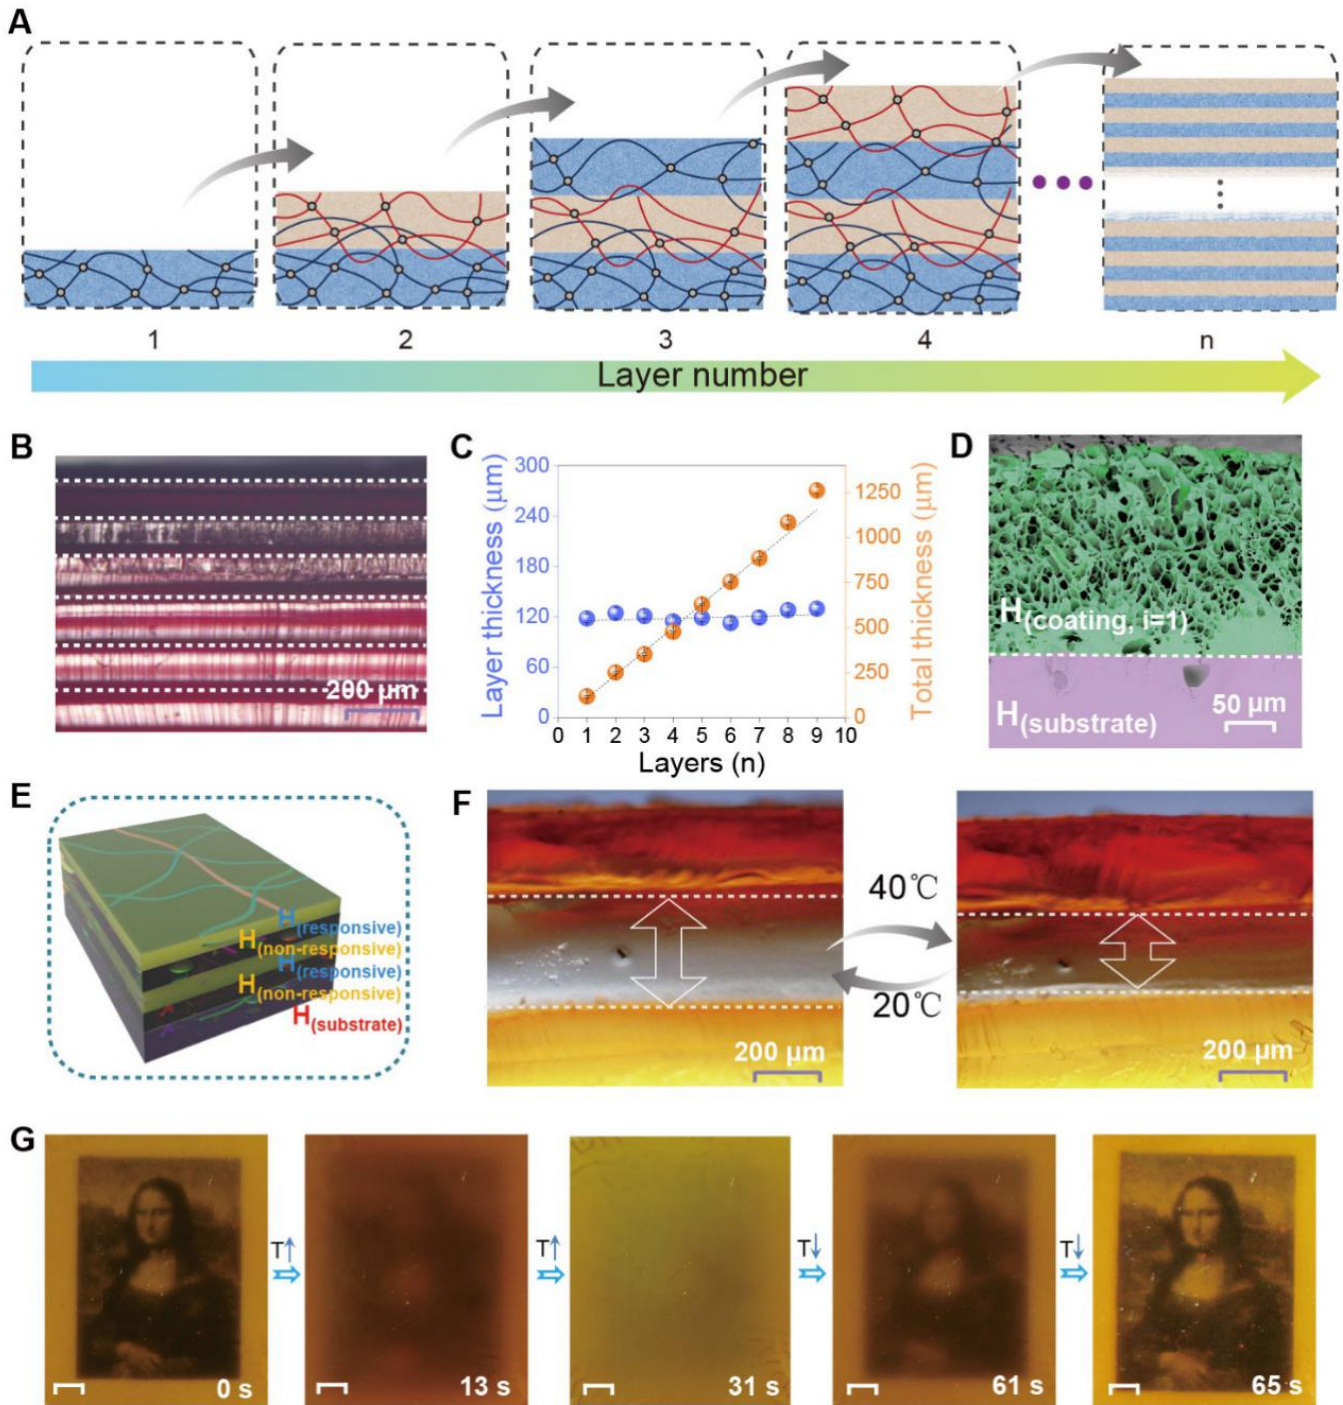 A
1 2 3 4 n
Layer number
B
200 μm
C
Layer thickness (μm)
300
240
180
120
60
0
Total thickness (μm)
1250
1000
750
500
250
0
0 1 2 3 4 5 6 7 8 9 10
Layers (n)
D
H(coating, i=1)
H(substrate)
50 μm
E
H(responsive)
H(non-responsive)
H(responsive)
H(non-responsive)
H(substrate)
F
200 μm
40℃
20℃
200 μm
G
0 s
T↑
13 s
T↑
31 s
T↓
61 s
T↓
65 s